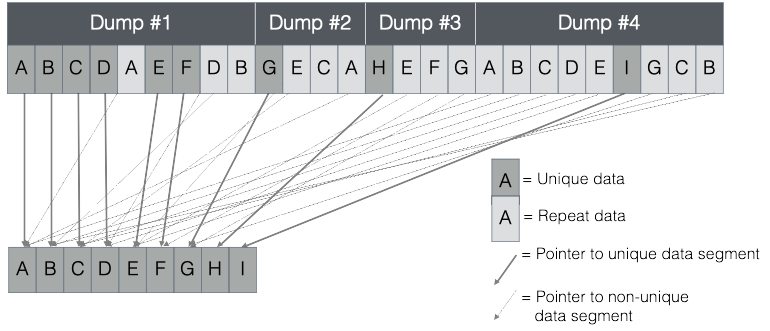 Dump #1 Dump #2 Dump #3 Dump #4
A B C D A E F D B G E C A H E F G A B C D E I G C B
A = Unique data
A = Repeat data
= Pointer to unique data segment
= Pointer to non-unique
data segment
A B C D E F G H I